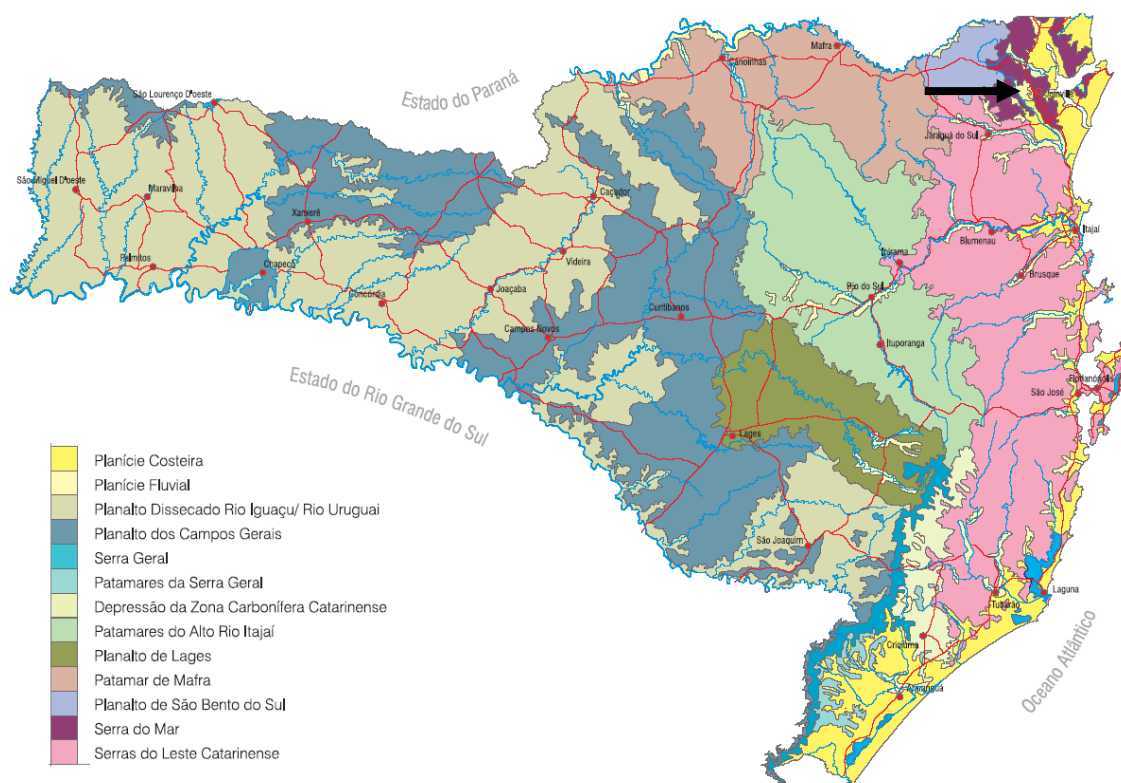 Mafra
Canoinhas
São Lourenço D'oeste
Estado do Paraná
Joinville
Jaraguá do Sul
São Miguel D'oeste
Maravilha
Caçador
Xanxerê
Blumenau
Itajaí
Palmitos
Chapecó
Videira
Ibirama
Brusque
Concórdia
Joaçaba
Rio do Sul
Curitibanos
Campos Novos
Ituporanga
Estado do Rio Grande do Sul
Florianópolis
São José
Lages
São Joaquim
Tubarão
Laguna
Criciúma
Araranguá
Oceano Atlântico
Planície Costeira
Planície Fluvial
Planalto Dissecado Rio Iguaçu/ Rio Uruguai
Planalto dos Campos Gerais
Serra Geral
Patamares da Serra Geral
Depressão da Zona Carbonífera Catarinense
Patamares do Alto Rio Itajaí
Planalto de Lages
Patamar de Mafra
Planalto de São Bento do Sul
Serra do Mar
Serras do Leste Catarinense